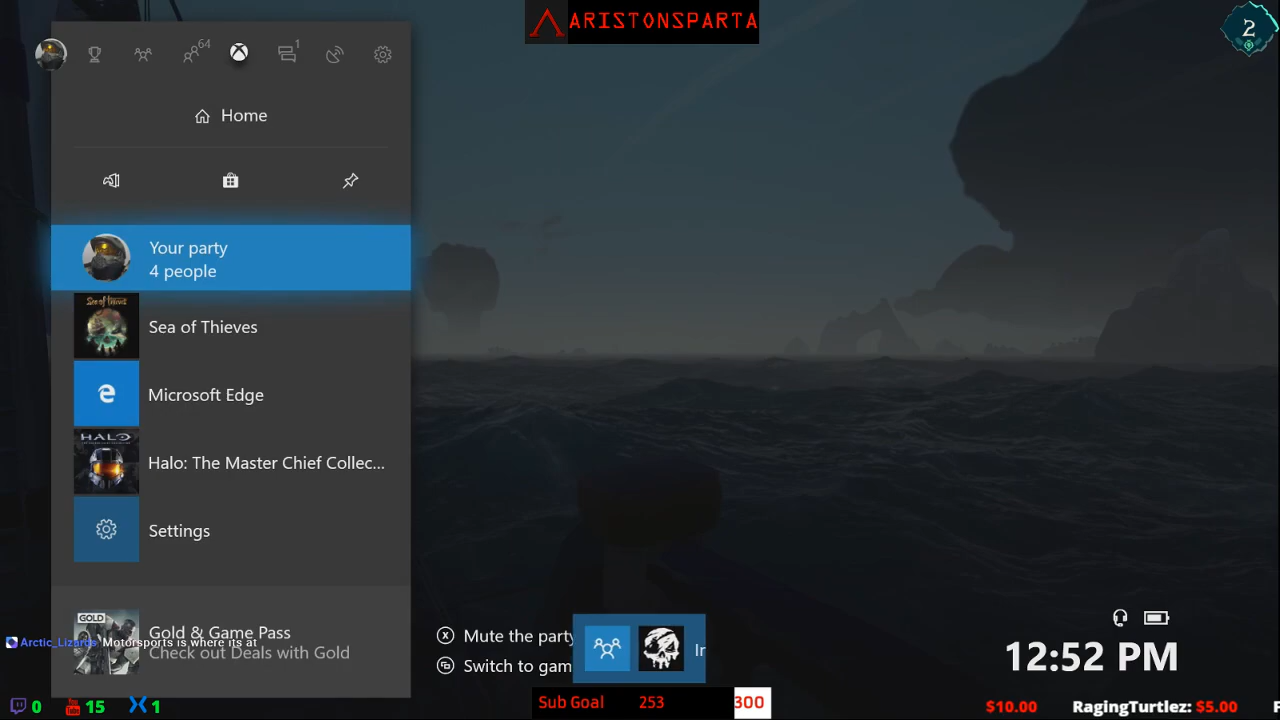 ARISTONSPARTA
2
64
1
Home
Your party
4 people
Sea of Thieves
Microsoft Edge
HALO
Halo: The Master Chief Collec...
Settings
GOLD
Gold & Game Pass
Arctic_Lizards Motorsports is where its at
Check out Deals with Gold
Mute the party
Switch to gam
12:52 PM
0 15 1
Sub Goal 253 300
$10.00 RagingTurtlez: $5.00